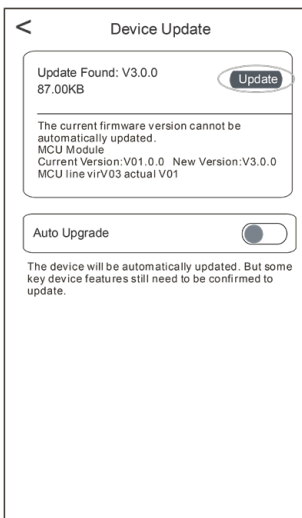 < Device Update
Update Found: V3.0.0
87.00KB
Update
The current firmware version cannot be
automatically updated.
MCU Module
Current Version:V01.0.0 New Version:V3.0.0
MCU line virV03 actual V01
Auto Upgrade
The device will be automatically updated. But some
key device features still need to be confirmed to
update.